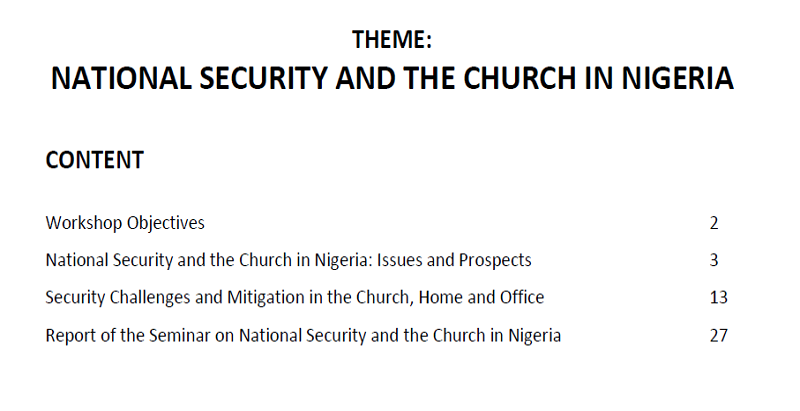 THEME:
NATIONAL SECURITY AND THE CHURCH IN NIGERIA
CONTENT
Workshop Objectives 2
National Security and the Church in Nigeria: Issues and Prospects 3
Security Challenges and Mitigation in the Church, Home and Office 13
Report of the Seminar on National Security and the Church in Nigeria 27